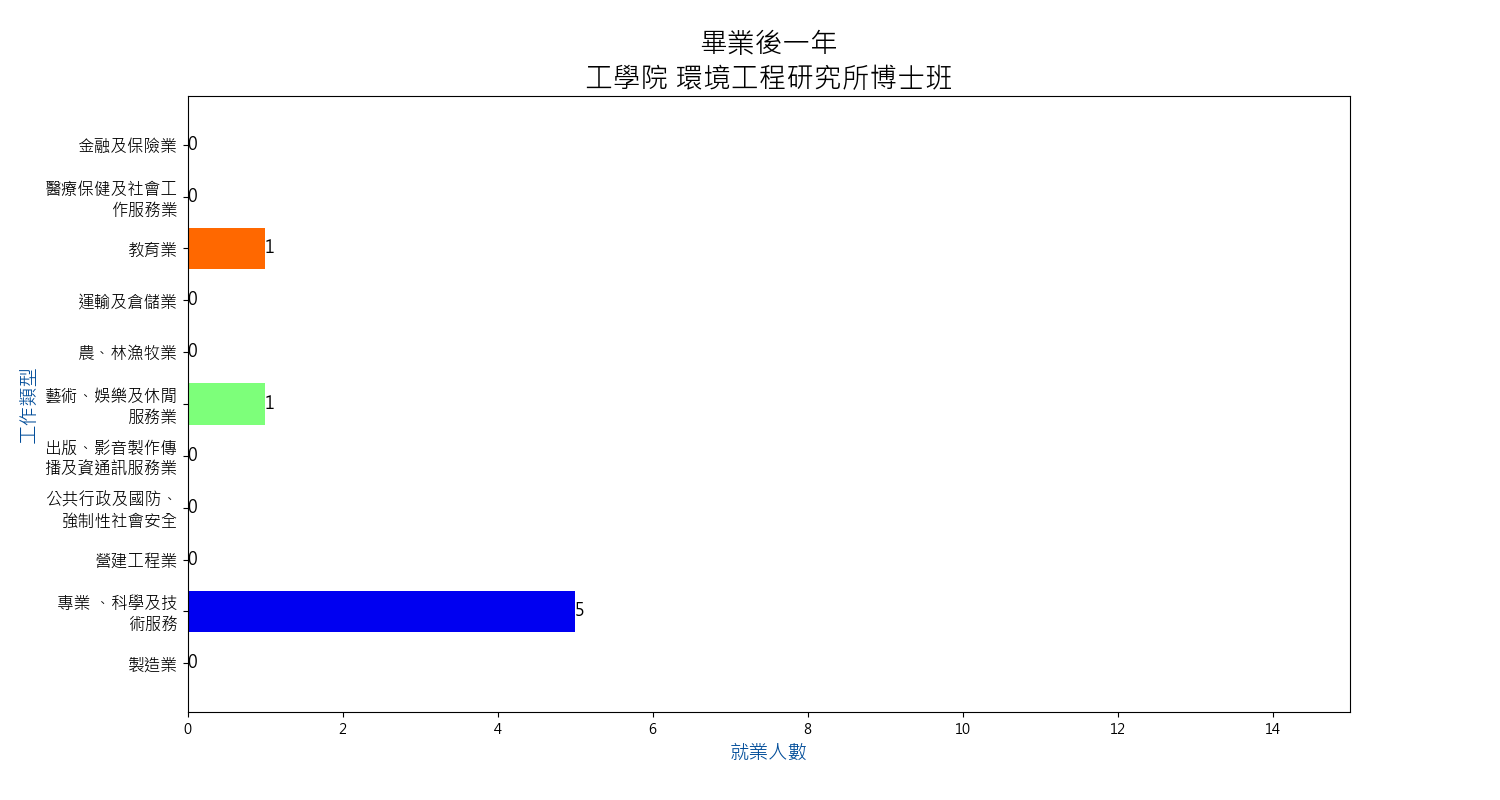 畢業後一年
工學院 環境工程研究所博士班
金融及保險業
0
醫療保健及社會工
作服務業
0
教育業
1
運輸及倉儲業
0
農、林漁牧業
0
藝術、娛樂及休閒
服務業
1
出版、影音製作傳
播及資通訊服務業
0
公共行政及國防、
強制性社會安全
0
營建工程業
0
專業 、科學及技
術服務
5
製造業
0
工作類型
0 2 4 6 8 10 12 14
就業人數